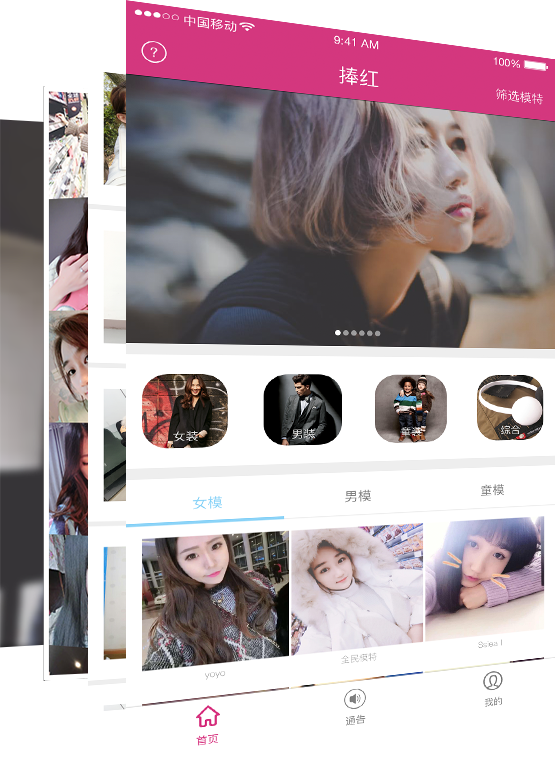 中国移动
9:41 AM
100%
?
捧红
筛选模特
女装
男装
童装
综合
女模
男模
童模
yoyo
全民模特
首页
通告
我的